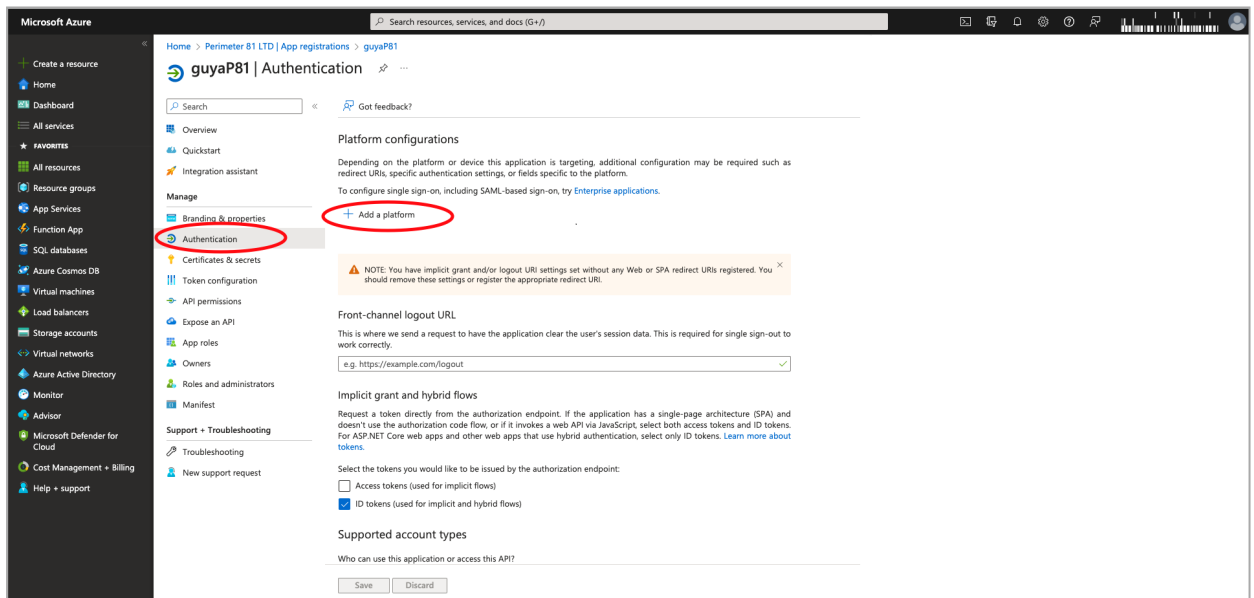 Microsoft Azure
Search resources, services, and docs (G+/)
Create a resource
Home
Dashboard
All services
FAVORITES
All resources
Resource groups
App Services
Function App
SQL databases
Azure Cosmos DB
Virtual machines
Load balancers
Storage accounts
Virtual networks
Azure Active Directory
Monitor
Advisor
Microsoft Defender for
Cloud
Cost Management + Billing
Help + support
Home > Perimeter 81 LTD | App registrations > guyaP81
guyaP81 | Authentication
Search
Overview
Quickstart
Integration assistant
Manage
Branding & properties
Authentication
Certificates & secrets
Token configuration
API permissions
Expose an API
App roles
Owners
Roles and administrators
Manifest
Support + Troubleshooting
Troubleshooting
New support request
Got feedback?
Platform configurations
Depending on the platform or device this application is targeting, additional configuration may be required such as
redirect URIs, specific authentication settings, or fields specific to the platform.
To configure single sign-on, including SAML-based sign-on, try Enterprise applications.
Add a platform
NOTE: You have implicit grant and/or logout URI settings set without any Web or SPA redirect URIs registered. You
should remove these settings or register the appropriate redirect URI.
Front-channel logout URL
This is where we send a request to have the application clear the user's session data. This is required for single sign-out to
work correctly.
e.g. https://example.com/logout
Implicit grant and hybrid flows
Request a token directly from the authorization endpoint. If the application has a single-page architecture (SPA) and
doesn't use the authorization code flow, or if it invokes a web API via JavaScript, select both access tokens and ID tokens.
For ASP.NET Core web apps and other web apps that use hybrid authentication, select only ID tokens. Learn more about
tokens.
Select the tokens you would like to be issued by the authorization endpoint:
Access tokens (used for implicit flows)
ID tokens (used for implicit and hybrid flows)
Supported account types
Who can use this application or access this API?
Save Discard